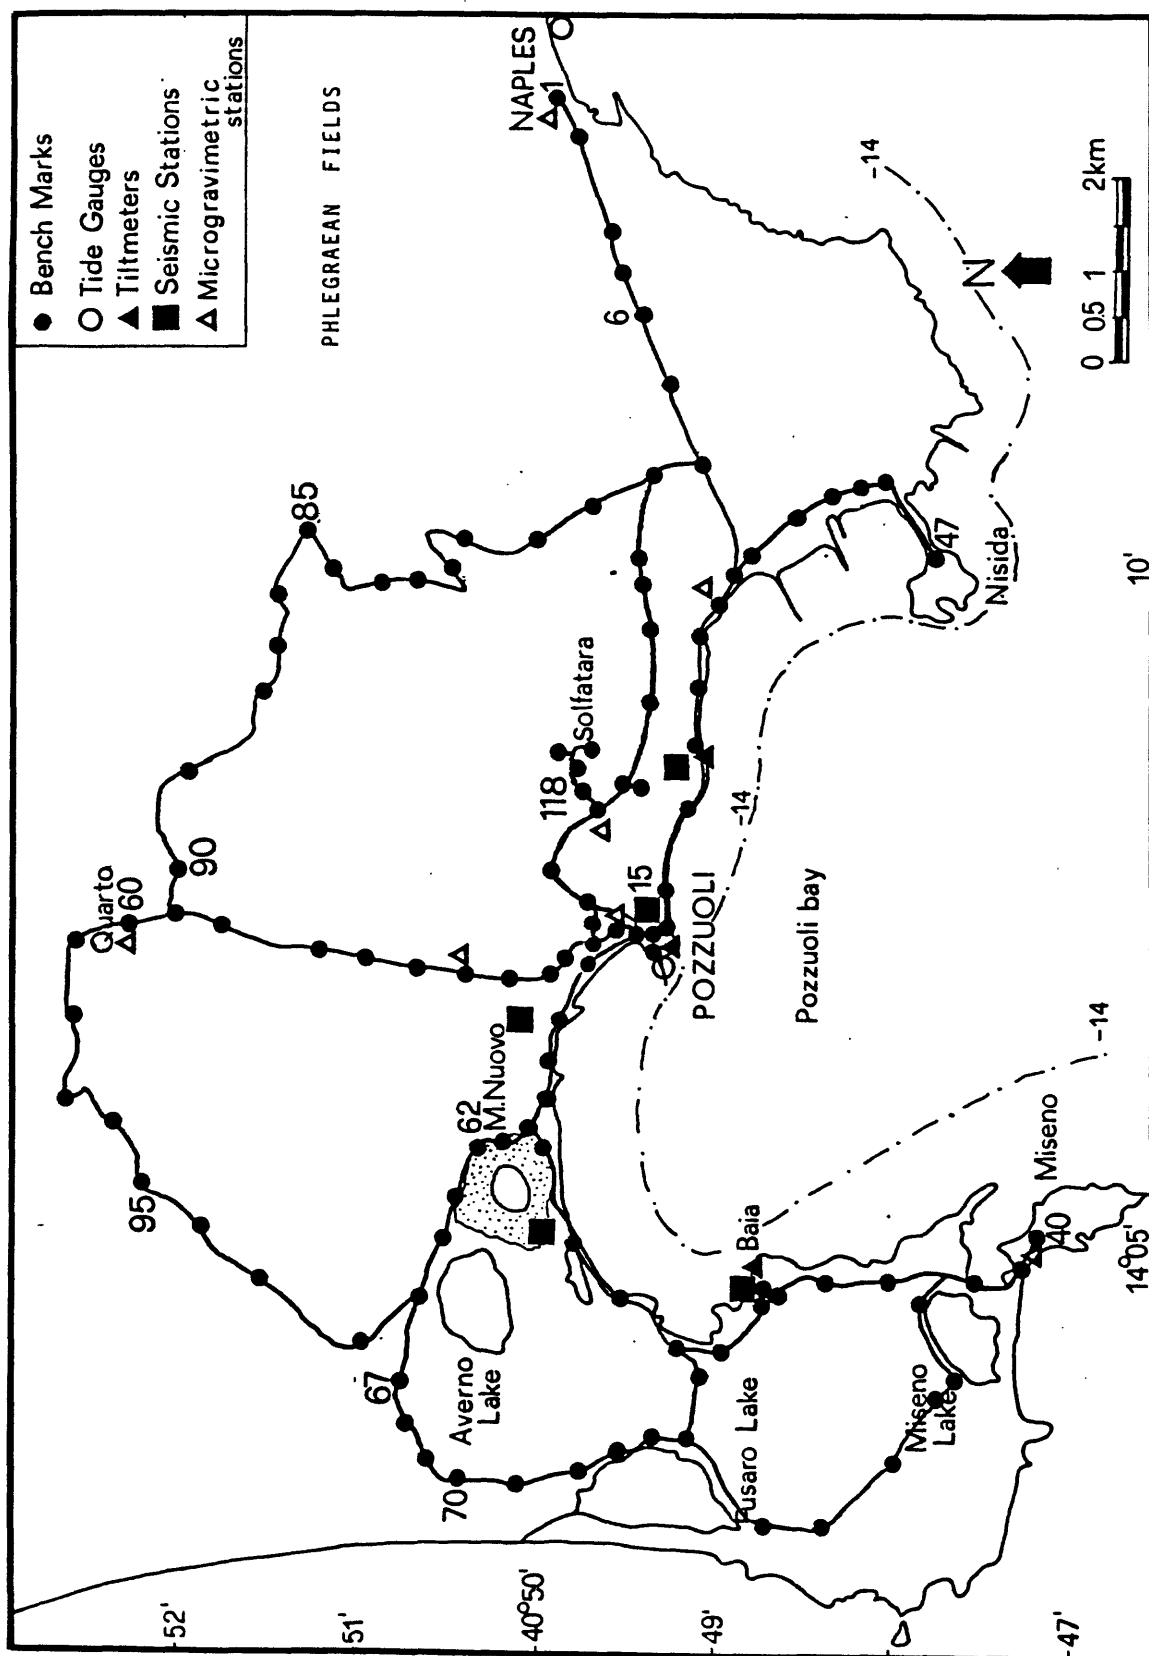 Bench Marks
Tide Gauges
Tiltmeters
Seismic Stations
Microgravimetric
stations
PHLEGRAEAN FIELDS
NAPLES
1
6
85
Quarto
60
90
95
118
Solfatara
15
POZZUOLI
M.Nuovo
62
67
70
Averno
Lake
Fusaro Lake
Baia
Miseno
Lake
Miseno
40
Pozzuoli bay
Nisida
47
-14
-14
-14
N
0 0.5 1 2km
52'
51'
40°50'
49'
47'
14°05'
10'